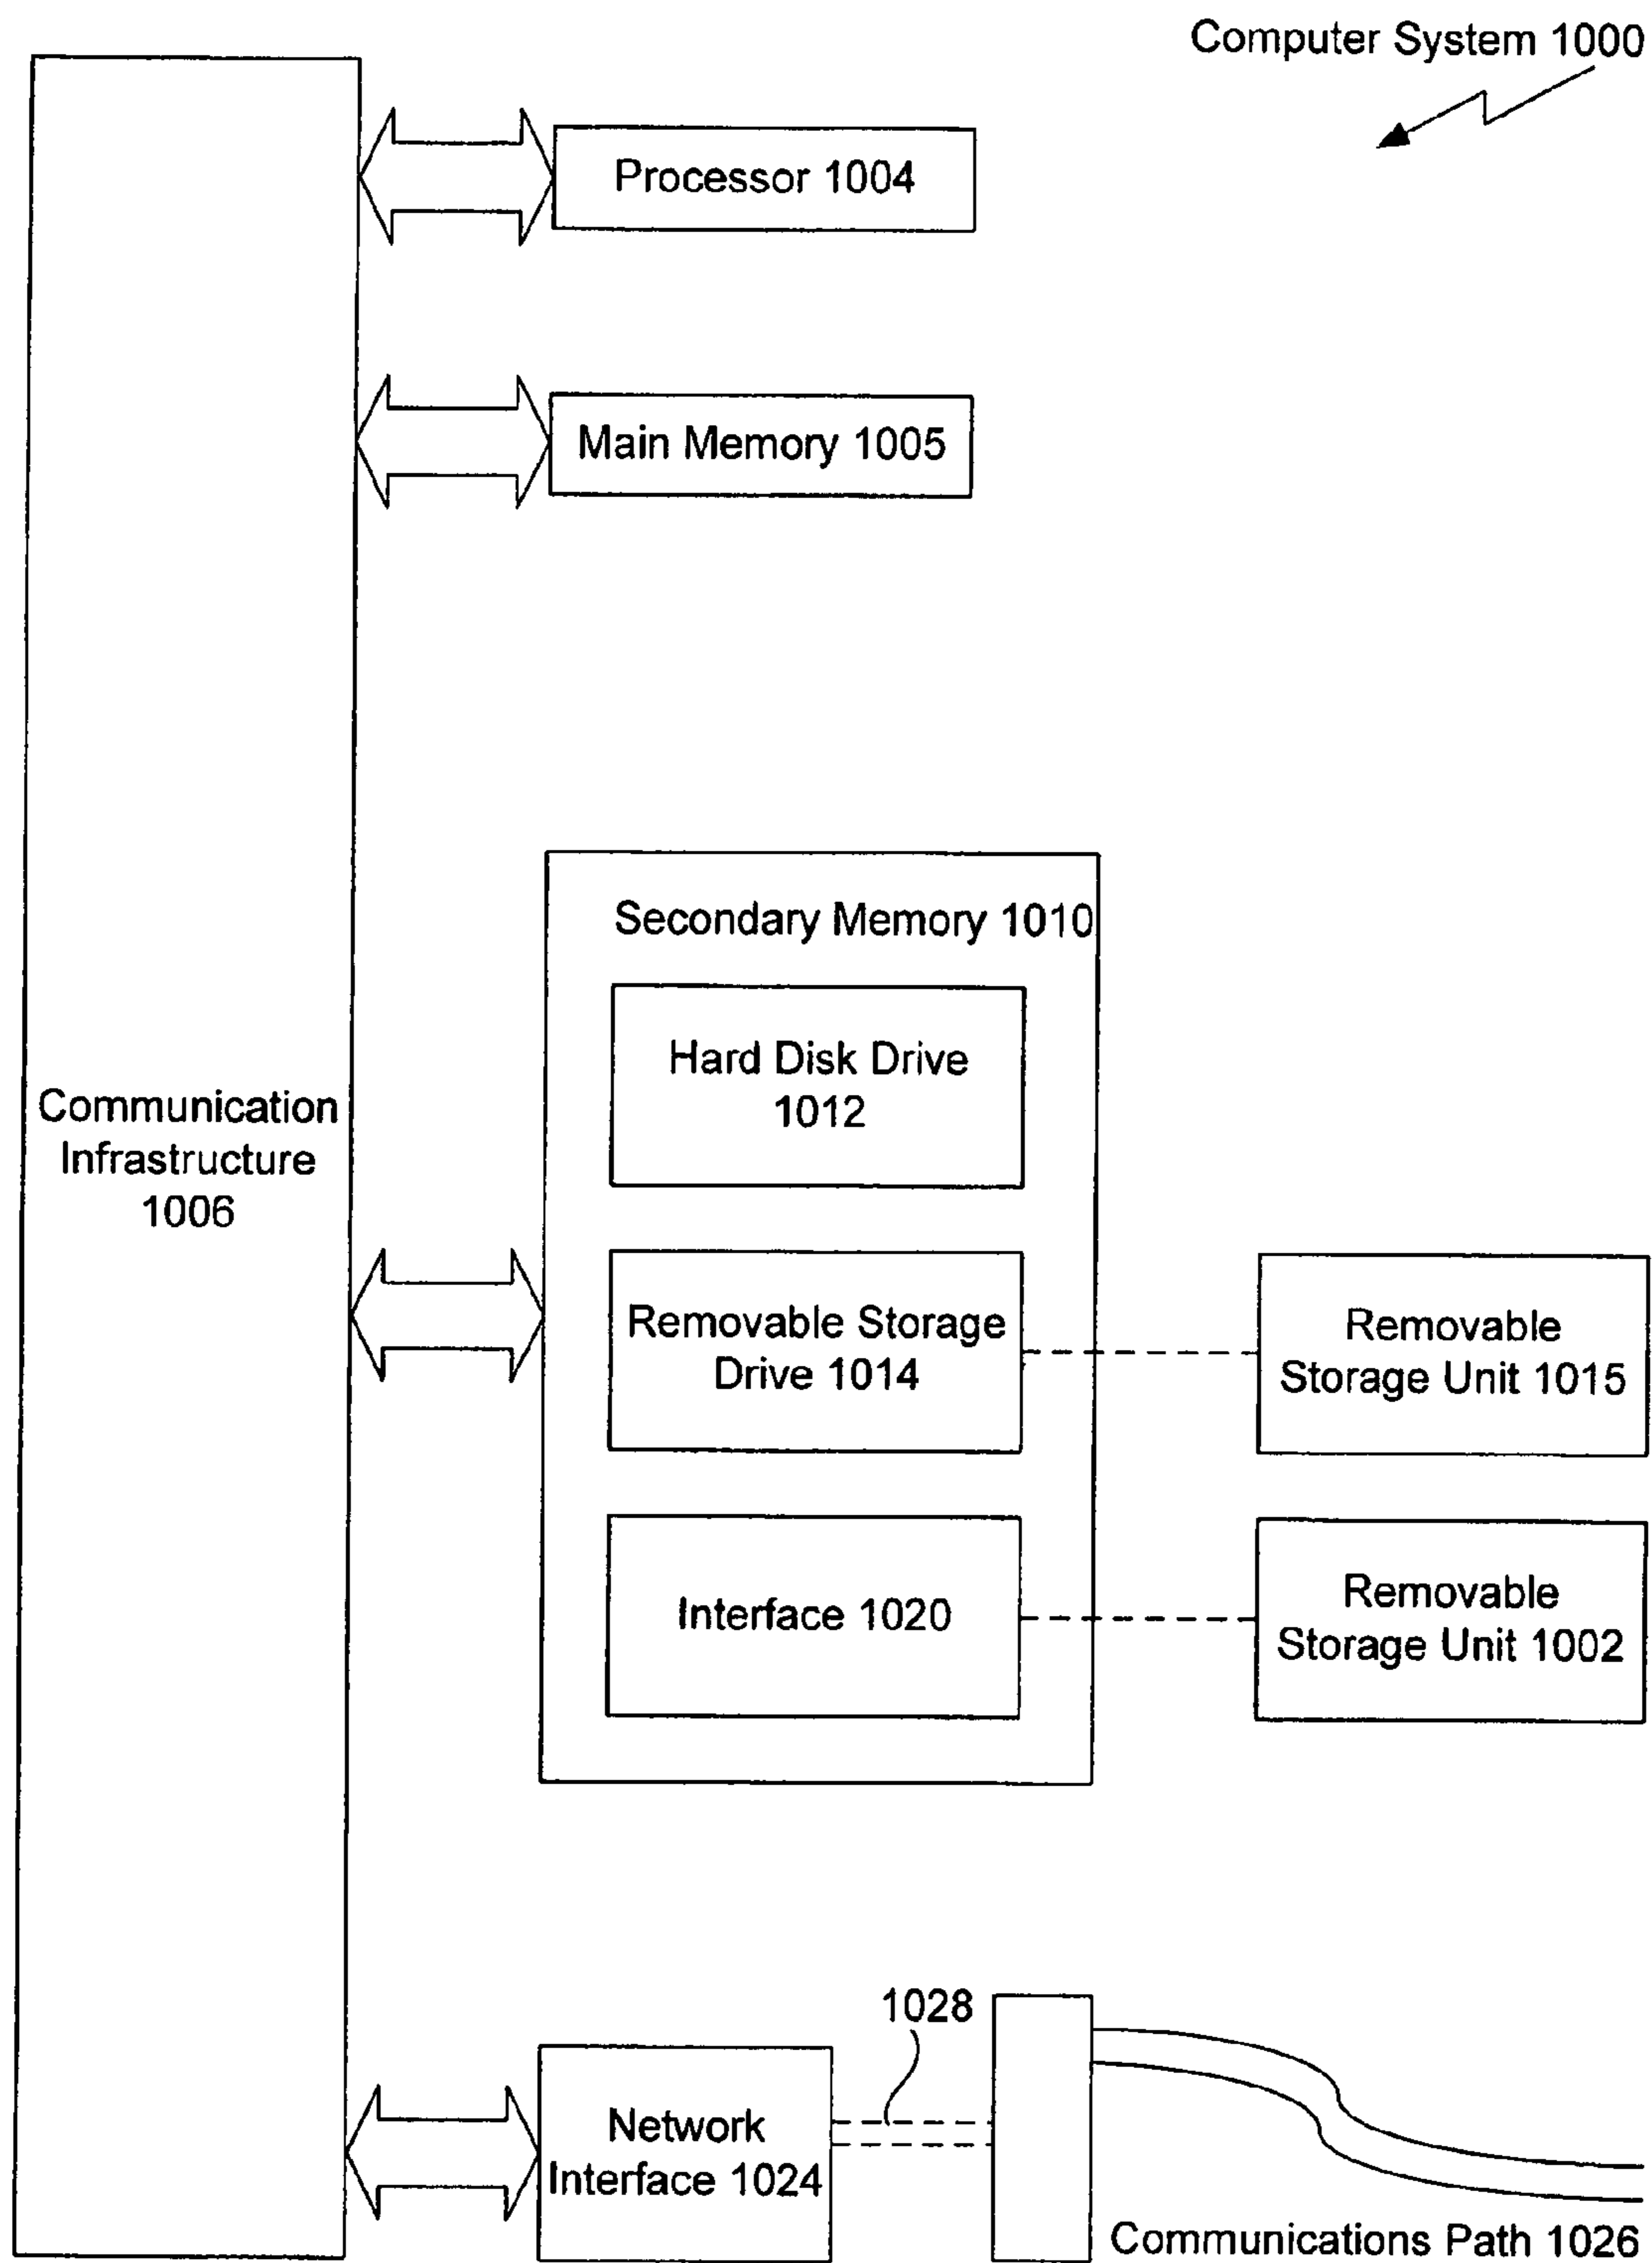 Computer System 1000
Processor 1004
Main Memory 1005
Secondary Memory 1010
Hard Disk Drive
1012
Communication
Infrastructure
1006
Removable Storage
Drive 1014
Removable
Storage Unit 1015
Interface 1020
Removable
Storage Unit 1002
1028
Network
Interface 1024
Communications Path 1026